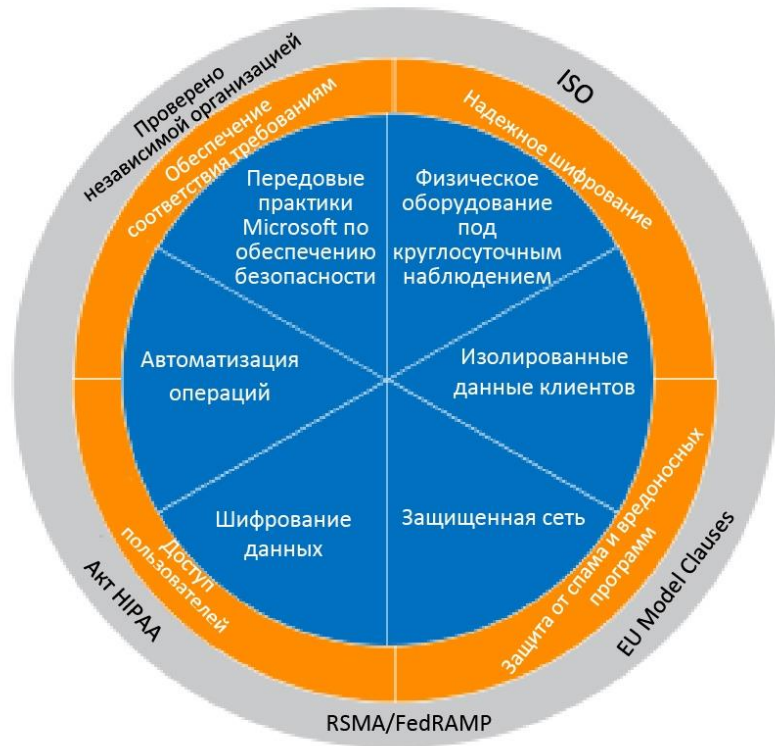 Проверено
независимой организацией
ISO
Обеспечение
соответствия требованиям
Надежное шифрование
Передовые
практики
Microsoft по
обеспечению
безопасности
Физическое
оборудование
под
круглосуточным
наблюдением
Автоматизация
операций
Изолированные
данные клиентов
Шифрование
данных
Защищенная сеть
Доступ
пользователей
Защита от спама и вредоносных
программ
Акт HIPAA
EU Model Clauses
RSMA/FedRAMP